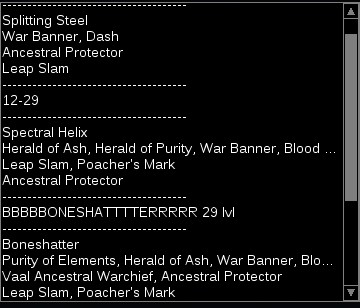 -------------------------------------
Splitting Steel
War Banner, Dash
Ancestral Protector
Leap Slam
-------------------------------------
12-29
-------------------------------------
Spectral Helix
Herald of Ash, Herald of Purity, War Banner, Blood ...
Leap Slam, Poacher's Mark
Ancestral Protector
-------------------------------------
BBBBBONESHATTTTERRRRR 29 lvl
-------------------------------------
Boneshatter
Purity of Elements, Herald of Ash, War Banner, Blo...
Vaal Ancestral Warchief, Ancestral Protector
Leap Slam, Poacher's Mark